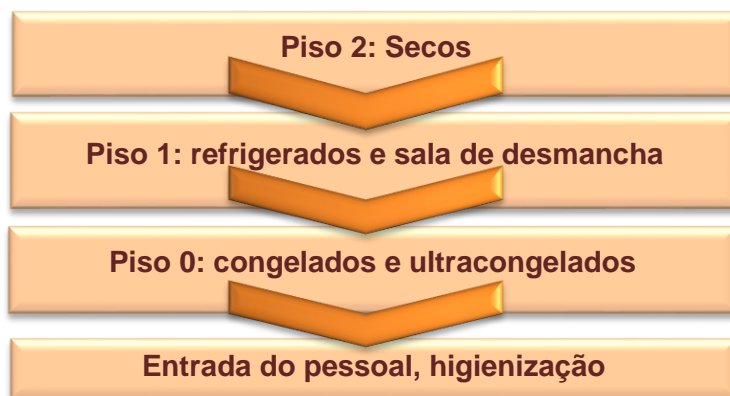 Piso 2: Secos
Piso 1: refrigerados e sala de desmancha
Piso 0: congelados e ultracongelados
Entrada do pessoal, higienização